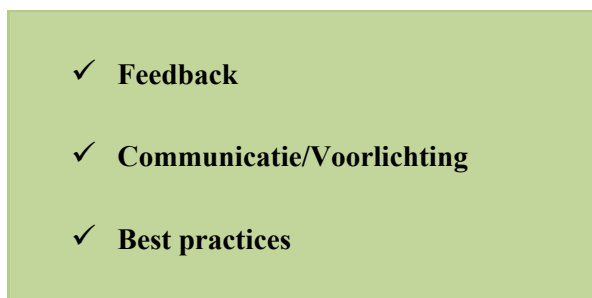 ✓ Feedback
✓ Communicatie/Voorlichting
✓ Best practices